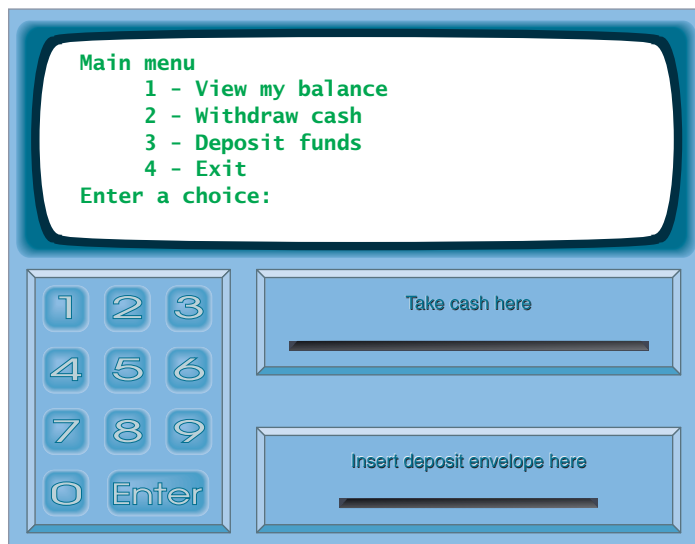 Main menu
1 - View my balance
2 - Withdraw cash
3 - Deposit funds
4 - Exit
Enter a choice:
1 2 3
Take cash here
4 5 6
7 8 9
Insert deposit envelope here
0 Enter